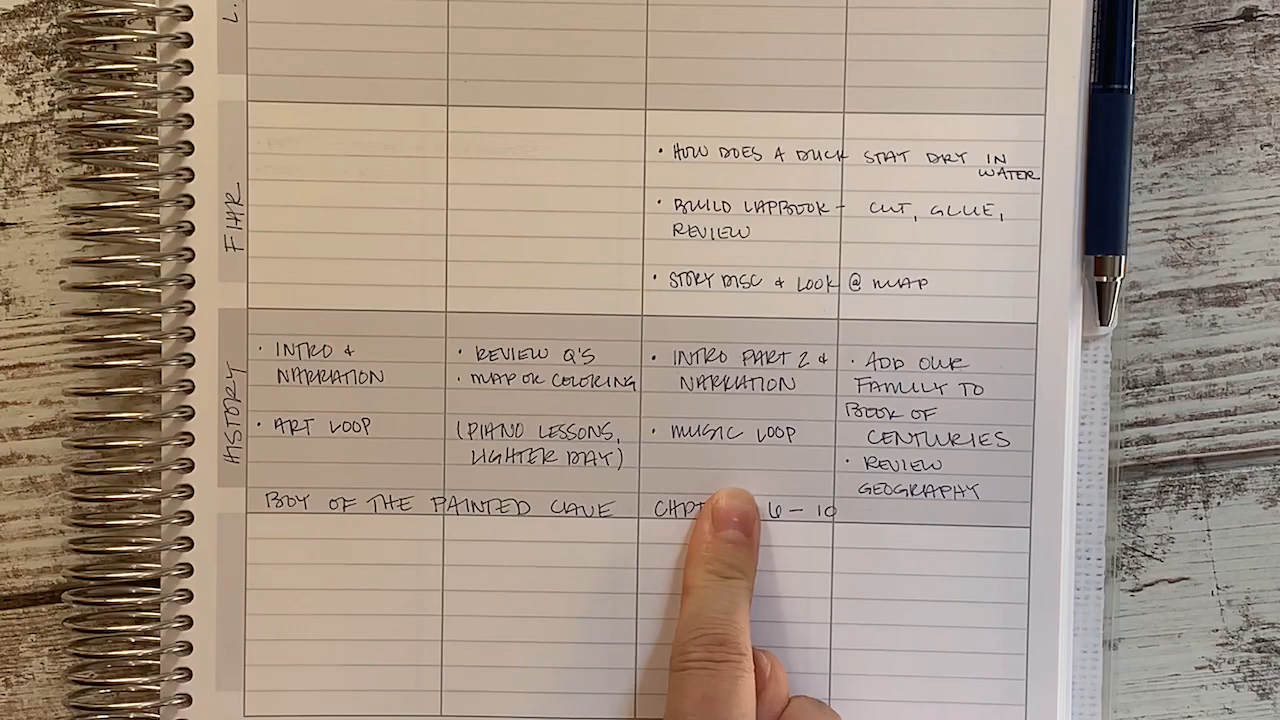 L.
FIHR
• HOW DOES A DUCK STAT DRY IN
WATER
• BUILD LAPBOOK - CUT, GLUE,
REVIEW
• STORY DISC & LOOK @ MAP
HISTORY
• INTRO &
NARRATION
• ART LOOP
• REVIEW Q'S
• MAP OR COLORING
(PIANO LESSONS,
LIGHTER DAY)
• INTRO PART 2 &
NARRATION
• MUSIC LOOP
• ADD OUR
FAMILY TO
BOOK OF
CENTURIES
• REVIEW
GEOGRAPHY
BOY OF THE PAINTED CAVE 6-10